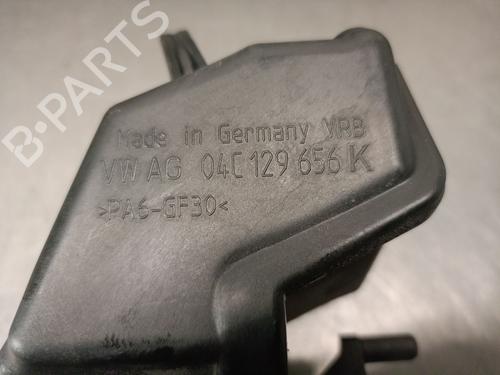 B-PARTS
Made in Germany VRB
VW AG 04C 129 656 K
>PA6-GF30<